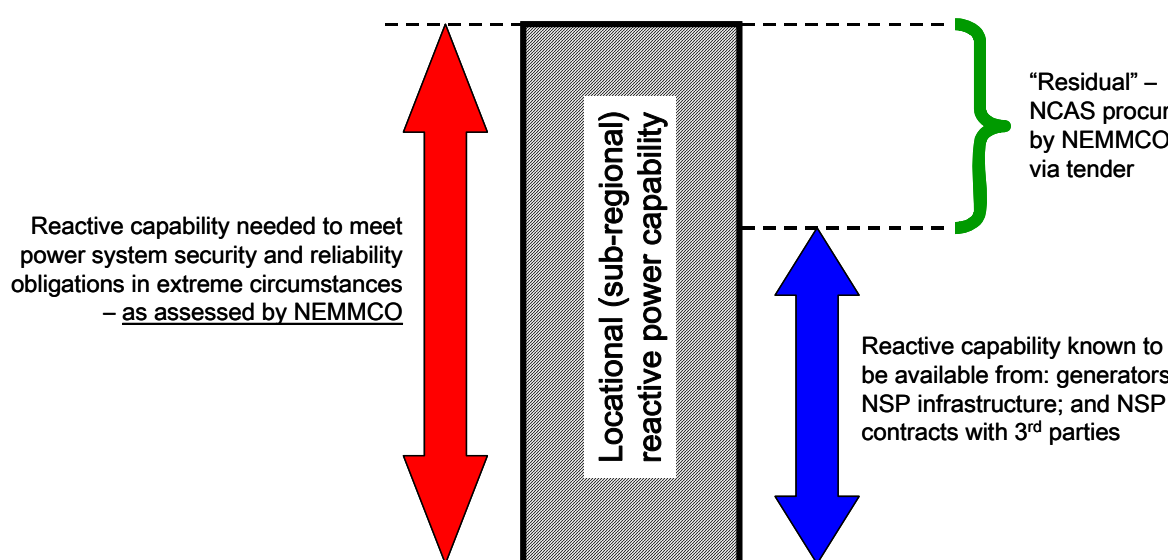 "Residual" –
NCAS procur
by NEMMCO
via tender
Locational (sub-regional)
reactive power capability
Reactive capability needed to meet
power system security and reliability
obligations in extreme circumstances
– as assessed by NEMMCO
Reactive capability known to
be available from: generators
NSP infrastructure; and NSP
contracts with 3rd parties